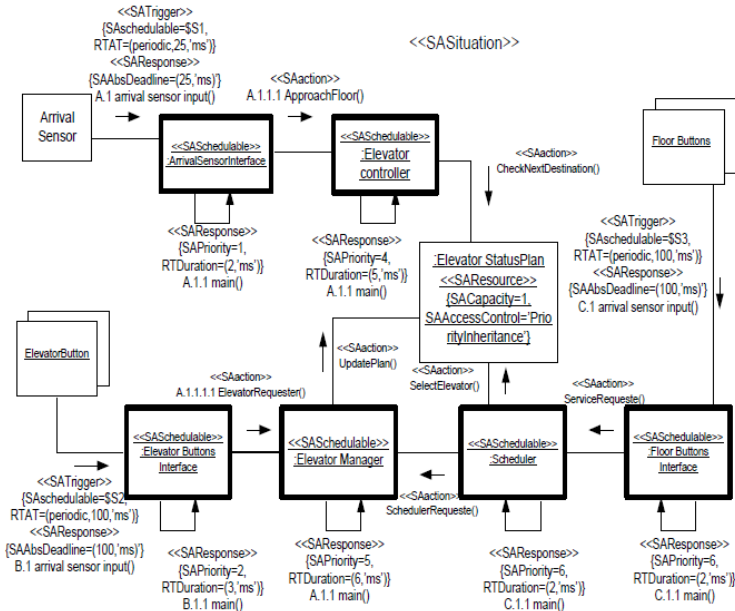 <<SATrigger>>
{SAschedulable=$S1,
RTAT=(periodic,25,'ms')}
<<SAResponse>>
{SAAbsDeadline=(25,'ms)'}
A.1 arrival sensor input()
<<SASituation>>
<<SAaction>>
A.1.1.1 ApproachFloor()
Arrival
Sensor
<<SASchedulable>>
:ArrivalSensorInterface
<<SASchedulable>>
:Elevator
controller
<<SAaction>>
CheckNextDestination()
Floor Buttons
<<SAResponse>>
{SAPriority=1,
RTDuration=(2,'ms')}
A.1.1 main()
<<SAResponse>>
{SAPriority=4,
RTDuration=(5,'ms')}
A.1.1 main()
<<SATrigger>>
{SAschedulable=$S3,
RTAT=(periodic,100,'ms')}
<<SAResponse>>
{SAAbsDeadline=(100,'ms)'}
C.1 arrival sensor input()
:Elevator StatusPlan
<<SAResource>>
{SACapacity=1,
SAAccessControl='Prio
rityInheritance'}
ElevatorButton
<<SAaction>>
UpdatePlan()
<<SAaction>>
SelectElevator()
<<SAaction>>
A.1.1.1.1 ElevatorRequester()
<<SAaction>>
ServiceRequeste()
<<SASchedulable>>
:Elevator Buttons
Interface
<<SASchedulable>>
:Elevator Manager
<<SASchedulable>>
:Scheduler
<<SASchedulable>>
:Floor Buttons
Interface
<<SATrigger>>
{SAschedulable=$S2,
RTAT=(periodic,100,'ms')}
<<SAResponse>>
{SAAbsDeadline=(100,'ms)'}
B.1 arrival sensor input()
<<SAaction>>
SchedulerRequeste()
<<SAResponse>>
{SAPriority=2,
RTDuration=(3,'ms')}
B.1.1 main()
<<SAResponse>>
{SAPriority=5,
RTDuration=(6,'ms')}
A.1.1 main()
<<SAResponse>>
{SAPriority=6,
RTDuration=(2,'ms')}
C.1.1 main()
<<SAResponse>>
{SAPriority=6,
RTDuration=(2,'ms')}
C.1.1 main()